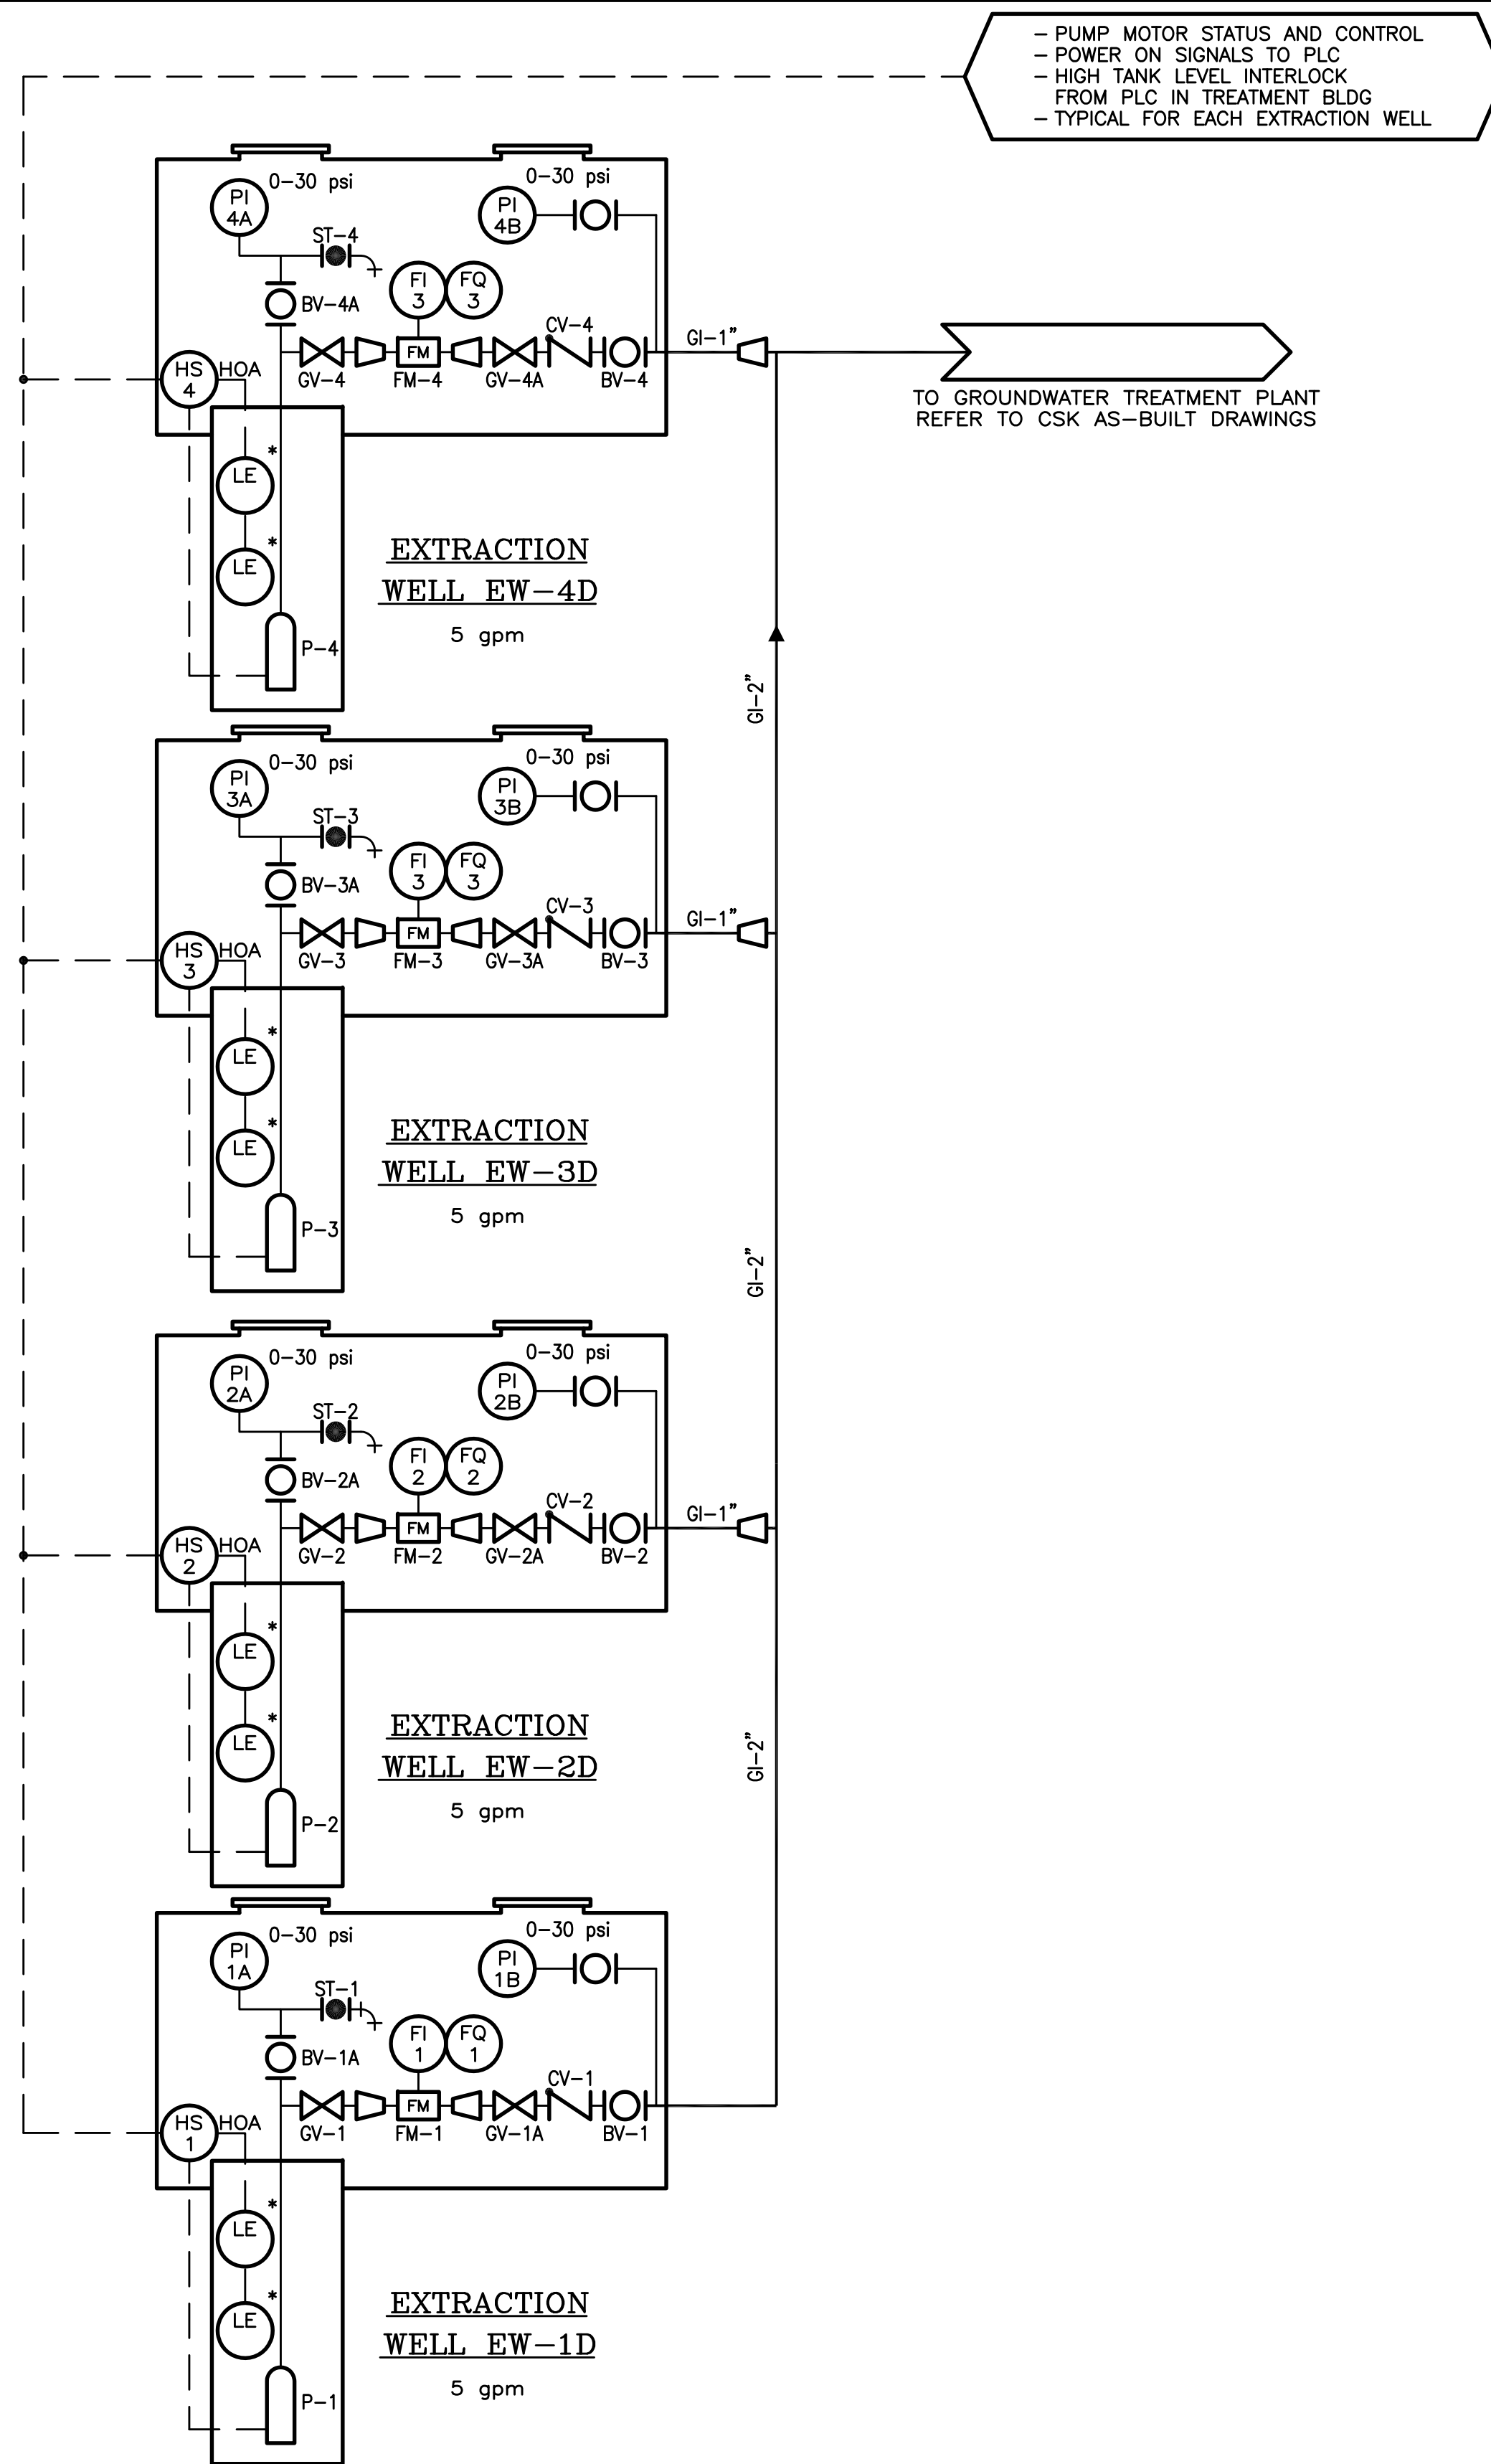 – PUMP MOTOR STATUS AND CONTROL
– POWER ON SIGNALS TO PLC
– HIGH TANK LEVEL INTERLOCK
FROM PLC IN TREATMENT BLDG
– TYPICAL FOR EACH EXTRACTION WELL
0–30 psi
0–30 psi
PI
4A
PI
4B
ST–4
FI
3
FQ
3
BV–4A
CV–4
GI–1"
HS
4
HOA
FM
GV–4
FM–4
GV–4A
BV–4
TO GROUNDWATER TREATMENT PLANT
REFER TO CSK AS–BUILT DRAWINGS
*
LE
*
LE
EXTRACTION
WELL EW–4D
5 gpm
P–4
GI–2"
0–30 psi
0–30 psi
PI
3A
PI
3B
ST–3
FI
3
FQ
3
BV–3A
CV–3
GI–1"
HS
3
HOA
FM
GV–3
FM–3
GV–3A
BV–3
*
LE
*
LE
EXTRACTION
WELL EW–3D
5 gpm
P–3
GI–2"
0–30 psi
0–30 psi
PI
2A
PI
2B
ST–2
FI
2
FQ
2
BV–2A
CV–2
GI–1"
HS
2
HOA
FM
GV–2
FM–2
GV–2A
BV–2
*
LE
*
LE
EXTRACTION
WELL EW–2D
5 gpm
P–2
GI–2"
0–30 psi
0–30 psi
PI
1A
PI
1B
ST–1
FI
1
FQ
1
BV–1A
CV–1
HS
1
HOA
FM
GV–1
FM–1
GV–1A
BV–1
*
LE
*
LE
EXTRACTION
WELL EW–1D
5 gpm
P–1